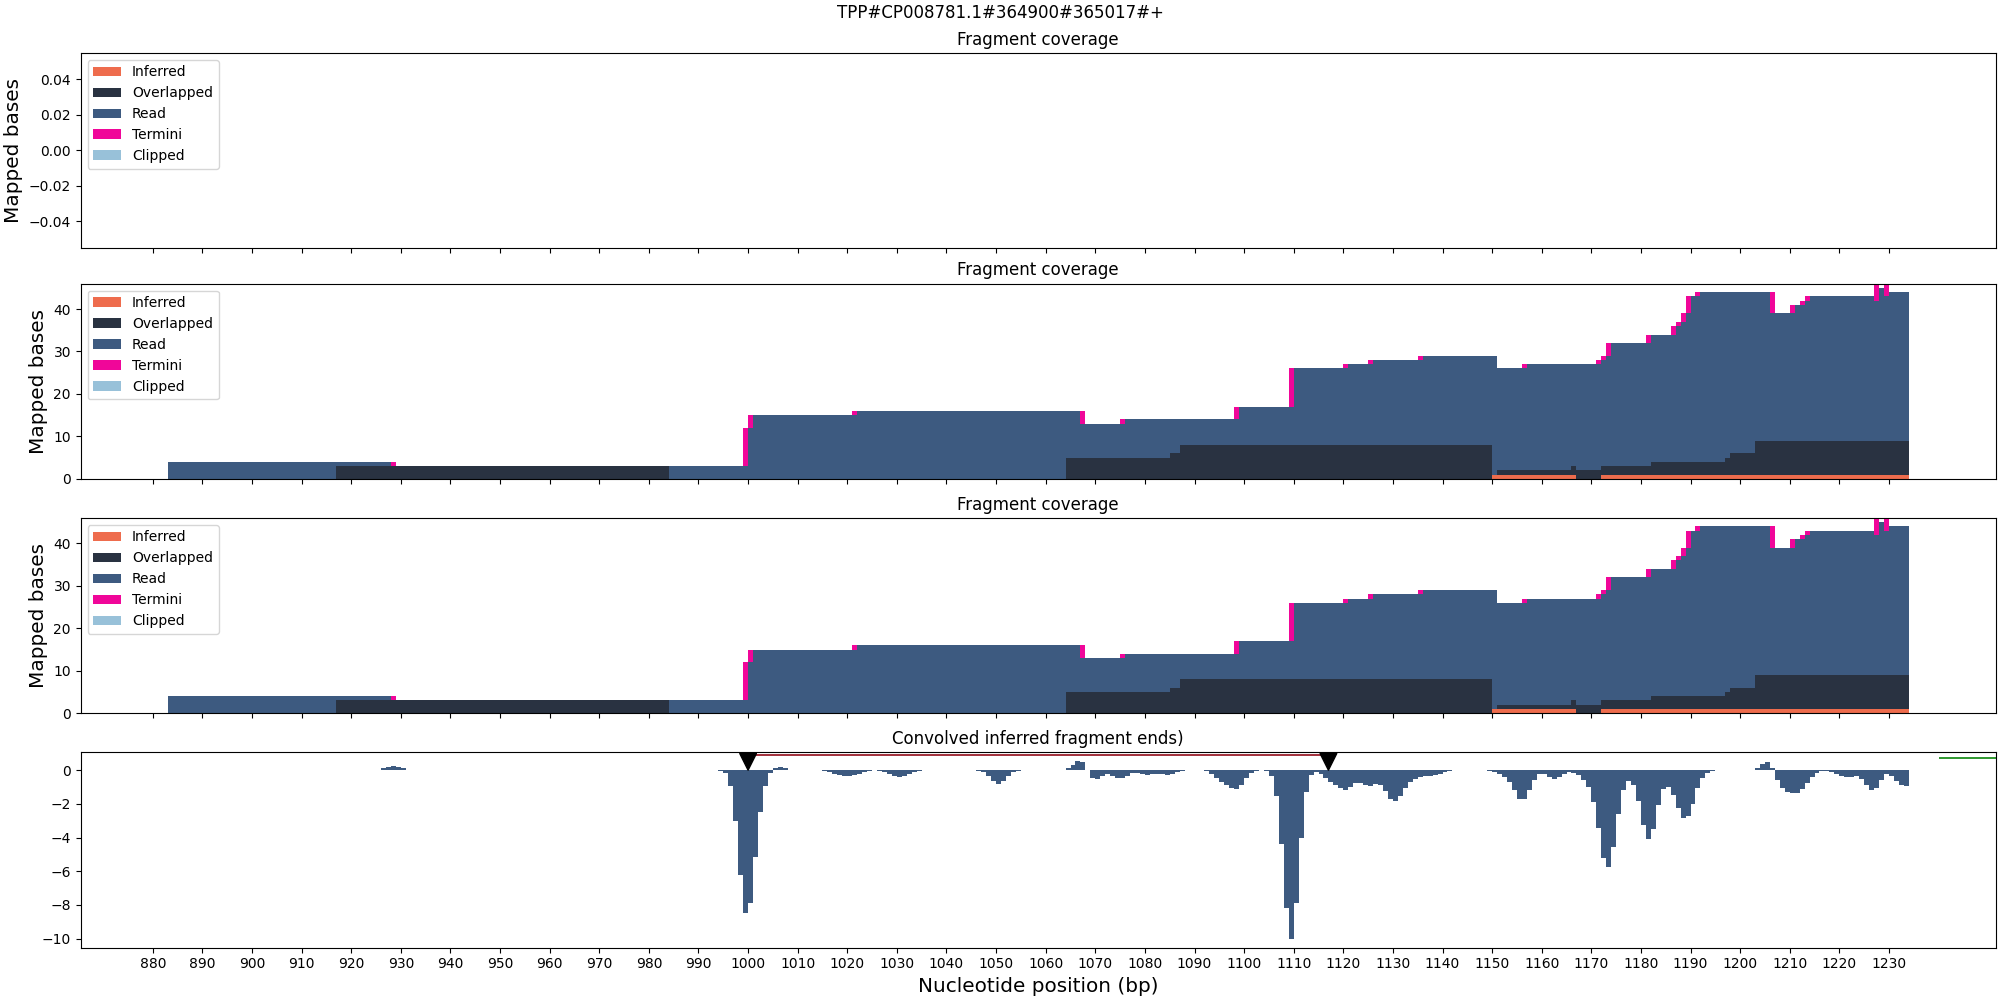 TPP#CP008781.1#364900#365017#+
Fragment coverage
Mapped bases
0.04
0.02
0.00
−0.02
−0.04
Inferred
Overlapped
Read
Termini
Clipped
Fragment coverage
Mapped bases
40
30
20
10
0
Inferred
Overlapped
Read
Termini
Clipped
Fragment coverage
Mapped bases
40
30
20
10
0
Inferred
Overlapped
Read
Termini
Clipped
Convolved inferred fragment ends)
0
−2
−4
−6
−8
−10
880 890 900 910 920 930 940 950 960 970 980 990 1000 1010 1020 1030 1040 1050 1060 1070 1080 1090 1100 1110 1120 1130 1140 1150 1160 1170 1180 1190 1200 1210 1220 1230
Nucleotide position (bp)